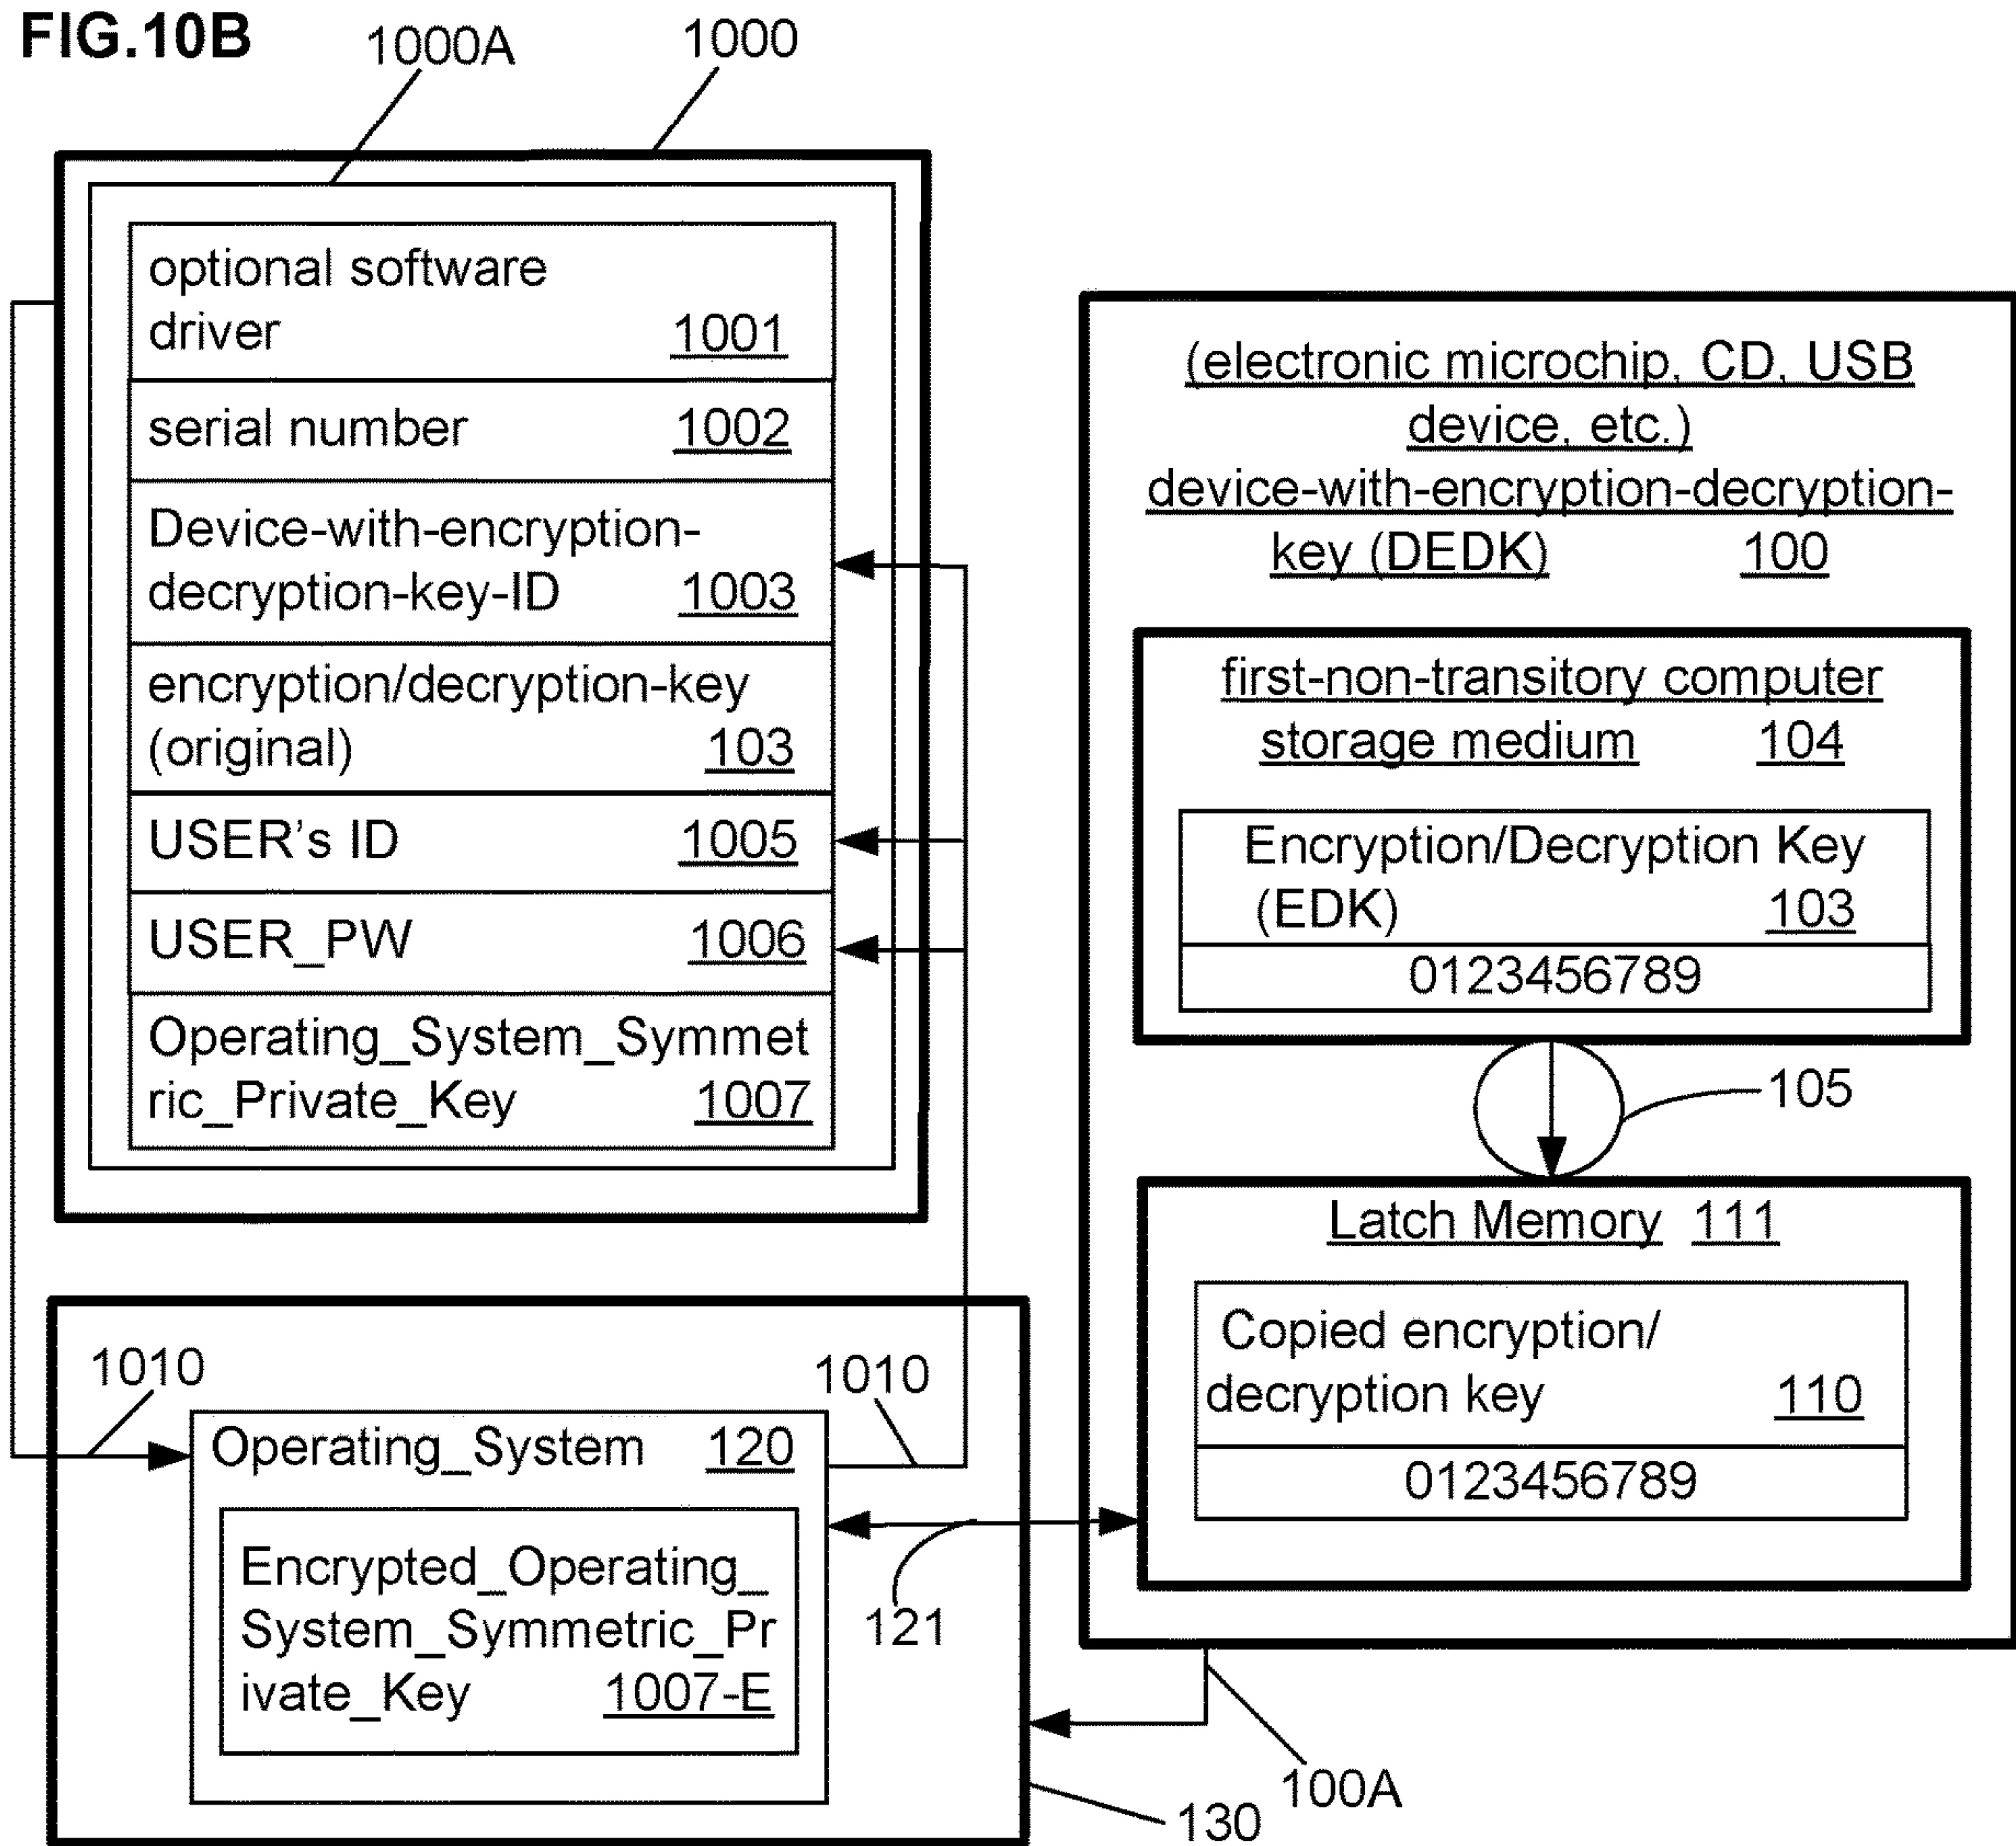 FIG.10B
1000A
1000
optional software
driver 1001
serial number 1002
Device-with-encryption-
decryption-key-ID 1003
encryption/decryption-key
(original) 103
USER's ID 1005
USER_PW 1006
Operating_System_Symmet
ric_Private_Key 1007
(electronic microchip, CD, USB
device, etc.)
device-with-encryption-decryption-
key (DEDK) 100
first-non-transitory computer
storage medium 104
Encryption/Decryption Key
(EDK) 103
0123456789
105
Latch Memory 111
Copied encryption/
decryption key 110
0123456789
1010
1010
Operating_System 120
Encrypted_Operating_
System_Symmetric_Pr
ivate_Key 1007-E
121
100A
130